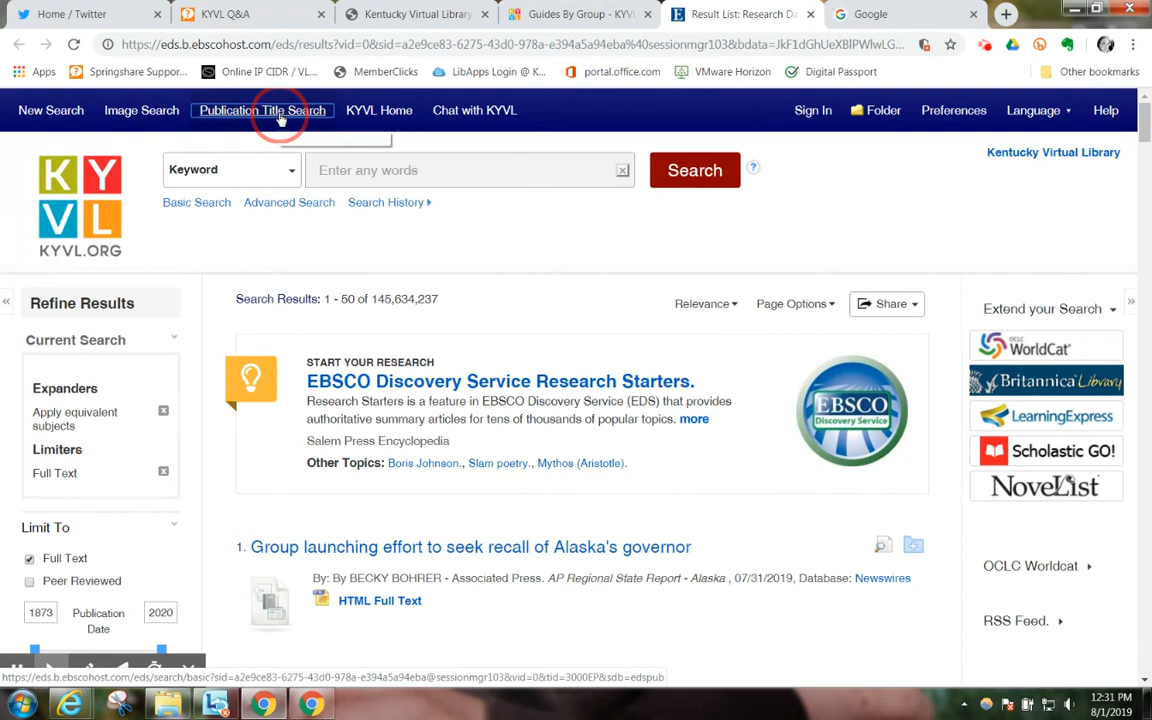 Home / Twitter
KYVL Q&A
Kentucky Virtual Library
Guides By Group - KYVL
Result List: Research Da
Google
https://eds.b.ebscohost.com/eds/results?vid=0&sid=a2e9ce83-6275-43d0-978a-e394a5a94eba%40sessionmgr103&bdata=JkF1dGhUeXBlPWlwLG...
Apps
Springshare Suppor...
Online IP CIDR / VL...
MemberClicks
LibApps Login @ K...
portal.office.com
VMware Horizon
Digital Passport
Other bookmarks
New Search
Image Search
Publication Title Search
KYVL Home
Chat with KYVL
Sign In
Folder
Preferences
Language
Help
Kentucky Virtual Library
KY
VL
KYVL.ORG
Keyword
Enter any words
Search
?
Basic Search
Advanced Search
Search History
Refine Results
Current Search
Expanders
Apply equivalent
subjects
Limiters
Full Text
Limit To
Full Text
Peer Reviewed
1873
Publication
Date
2020
Search Results: 1 - 50 of 145,634,237
Relevance
Page Options
Share
START YOUR RESEARCH
EBSCO Discovery Service Research Starters.
Research Starters is a feature in EBSCO Discovery Service (EDS) that provides
authoritative summary articles for tens of thousands of popular topics. more
Salem Press Encyclopedia
Other Topics: Boris Johnson., Slam poetry., Mythos (Aristotle).
EBSCO
Discovery Service
1. Group launching effort to seek recall of Alaska's governor
By: By BECKY BOHRER - Associated Press. AP Regional State Report - Alaska , 07/31/2019, Database: Newswires
HTML Full Text
Extend your Search
OCLC
WorldCat
Britannica Library
LearningExpress
Scholastic GO!
NoveList
OCLC Worldcat
RSS Feed.
https://eds.b.ebscohost.com/eds/search/basic?sid=a2e9ce83-6275-43d0-978a-e394a5a94eba@sessionmgr103&vid=0&tid=3000EP&sdb=edspub
12:31 PM
8/1/2019